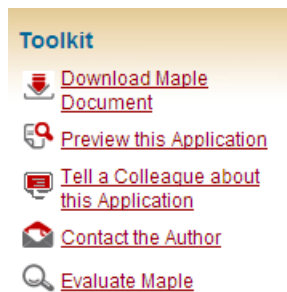 Toolkit
Download Maple
Document
Preview this Application
Tell a Colleague about
this Application
Contact the Author
Evaluate Maple